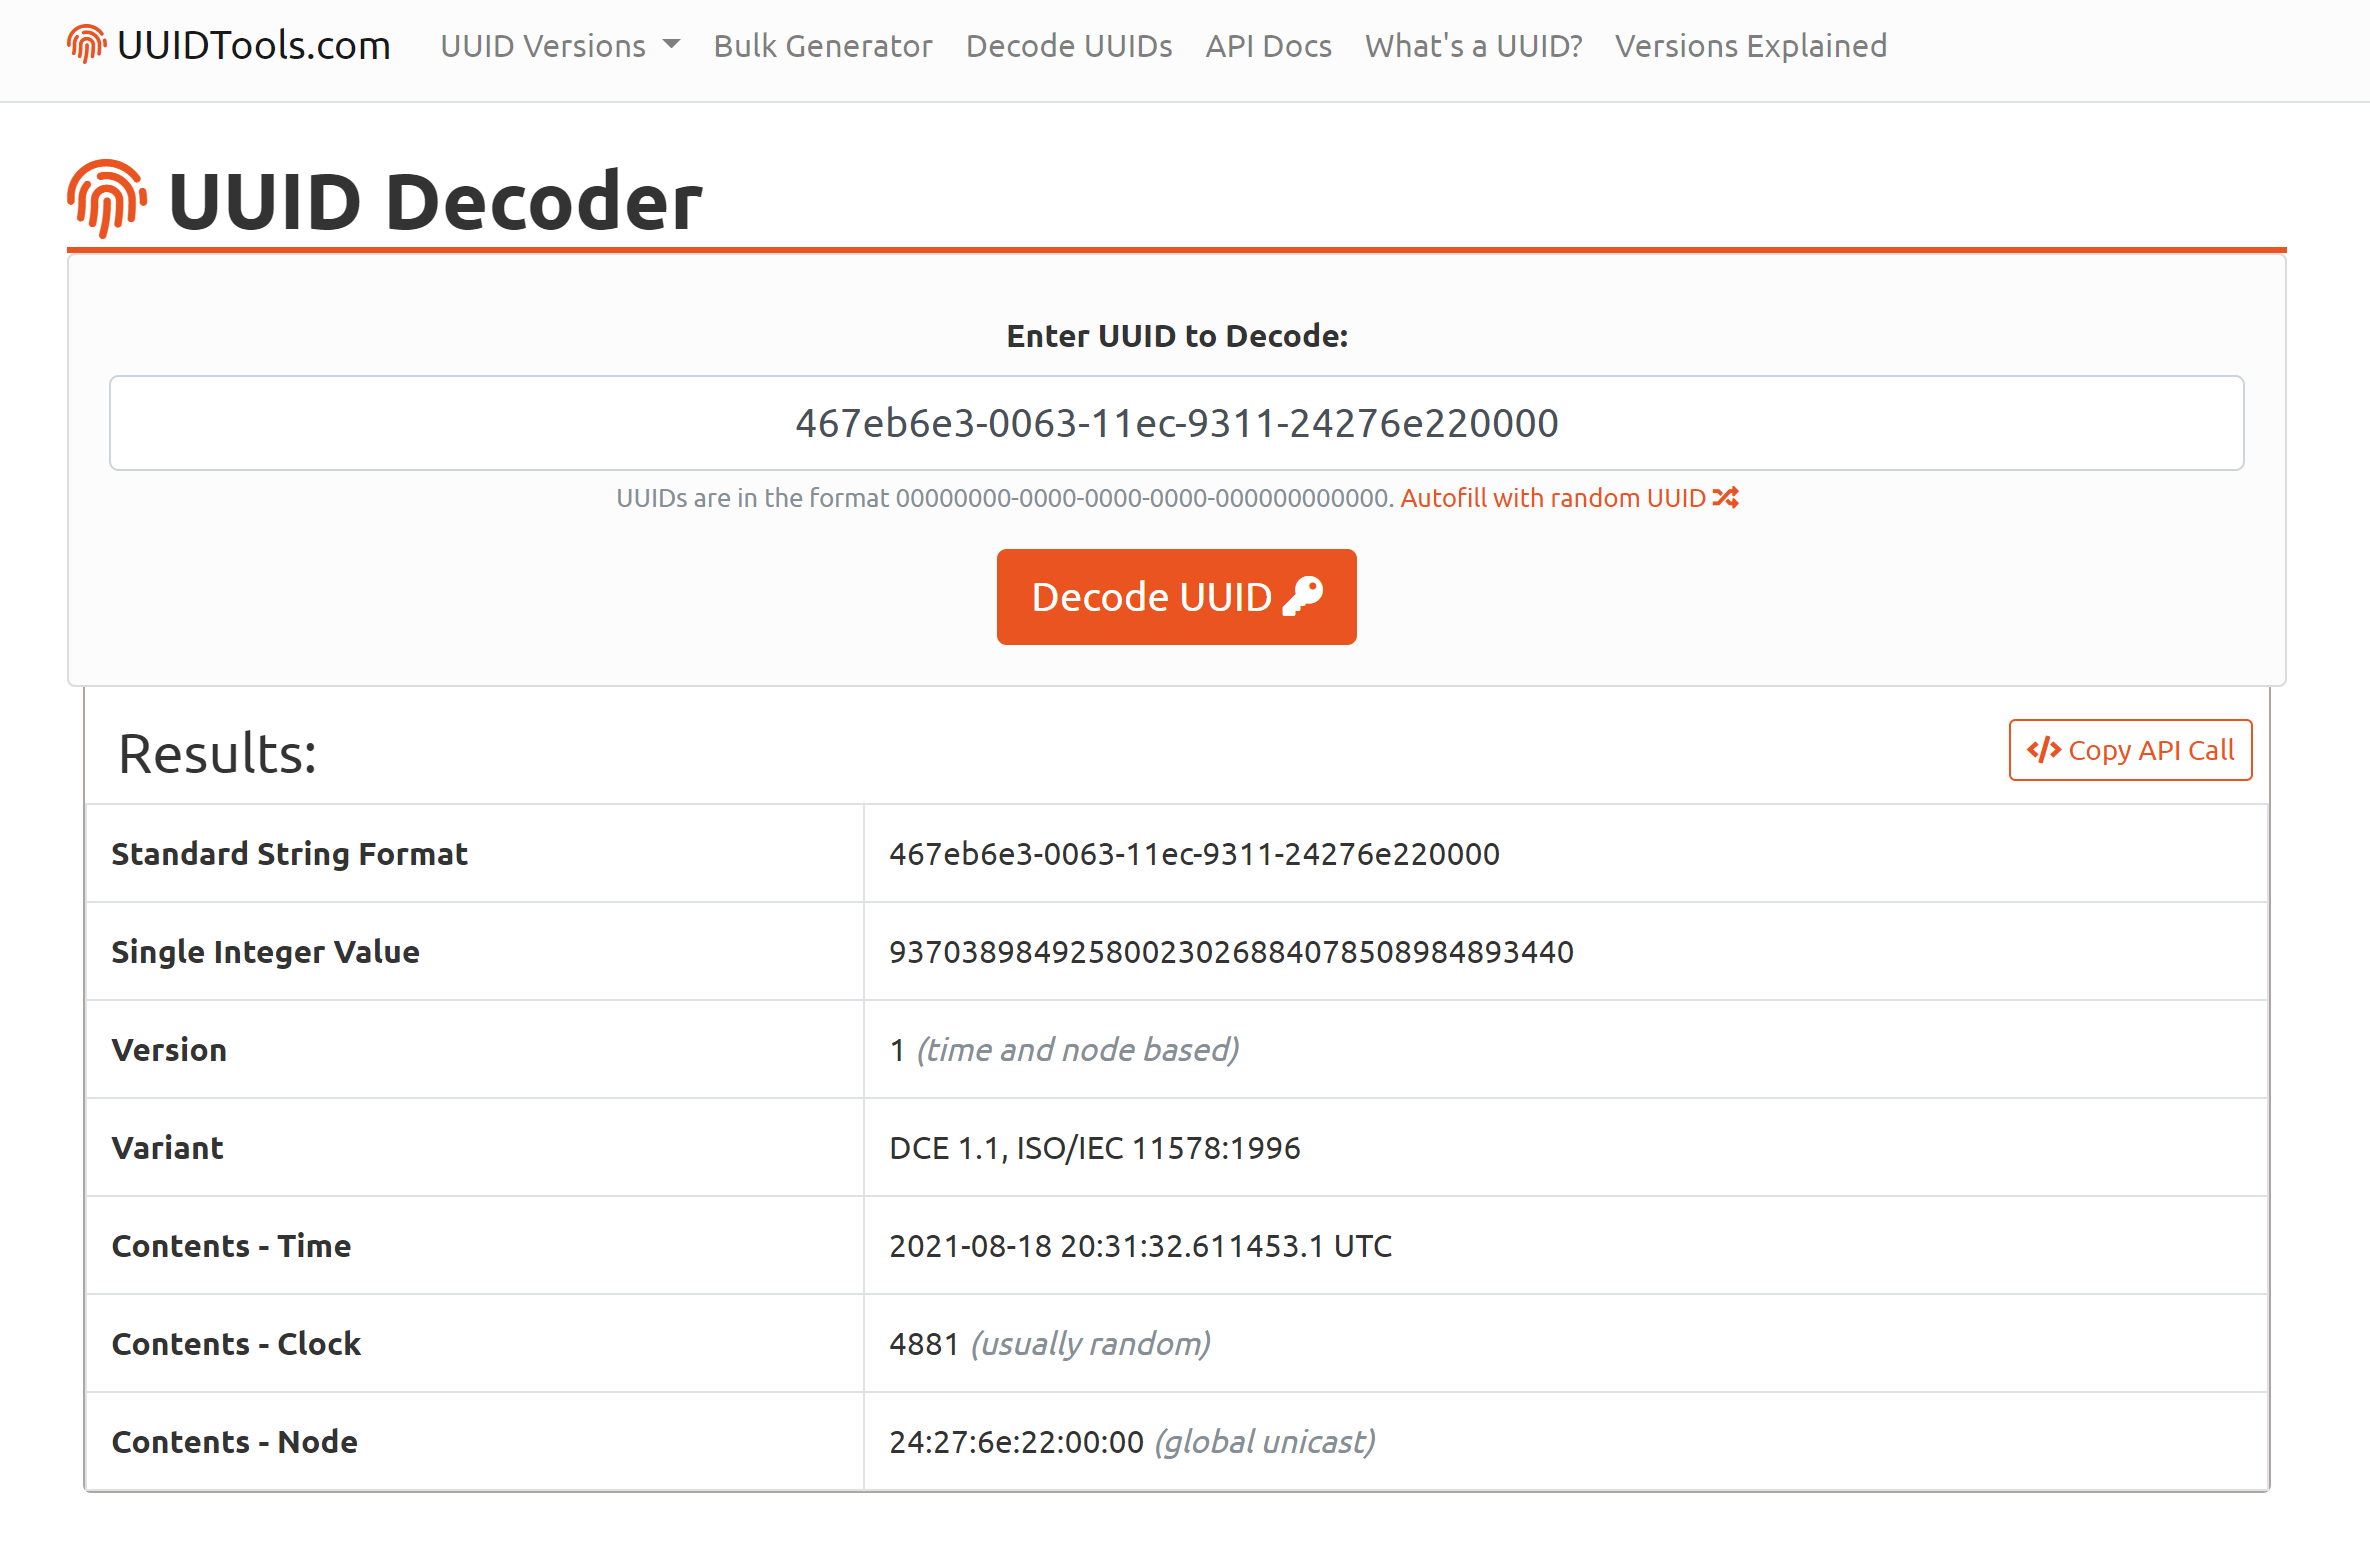 UUIDTools.com UUID Versions Bulk Generator Decode UUIDs API Docs What's a UUID? Versions Explained
UUID Decoder
Enter UUID to Decode:
467eb6e3-0063-11ec-9311-24276e220000
UUIDs are in the format 00000000-0000-0000-0000-000000000000. Autofill with random UUID
Decode UUID
Results:
</> Copy API Call
Standard String Format 467eb6e3-0063-11ec-9311-24276e220000
Single Integer Value 93703898492580023026884078508984893440
Version 1 (time and node based)
Variant DCE 1.1, ISO/IEC 11578:1996
Contents - Time 2021-08-18 20:31:32.611453.1 UTC
Contents - Clock 4881 (usually random)
Contents - Node 24:27:6e:22:00:00 (global unicast)